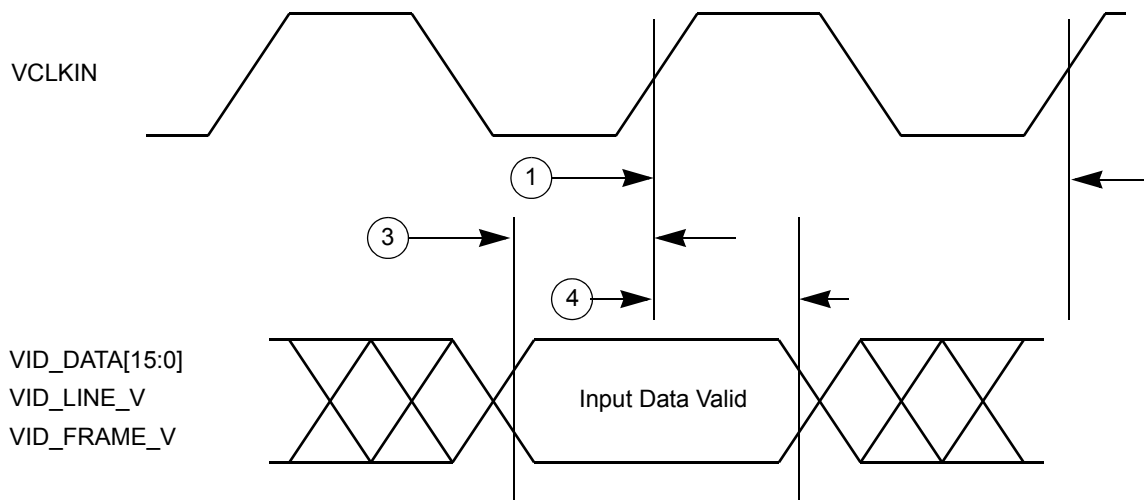 VCLKIN
1
3
4
VID_DATA[15:0]
VID_LINE_V
Input Data Valid
VID_FRAME_V